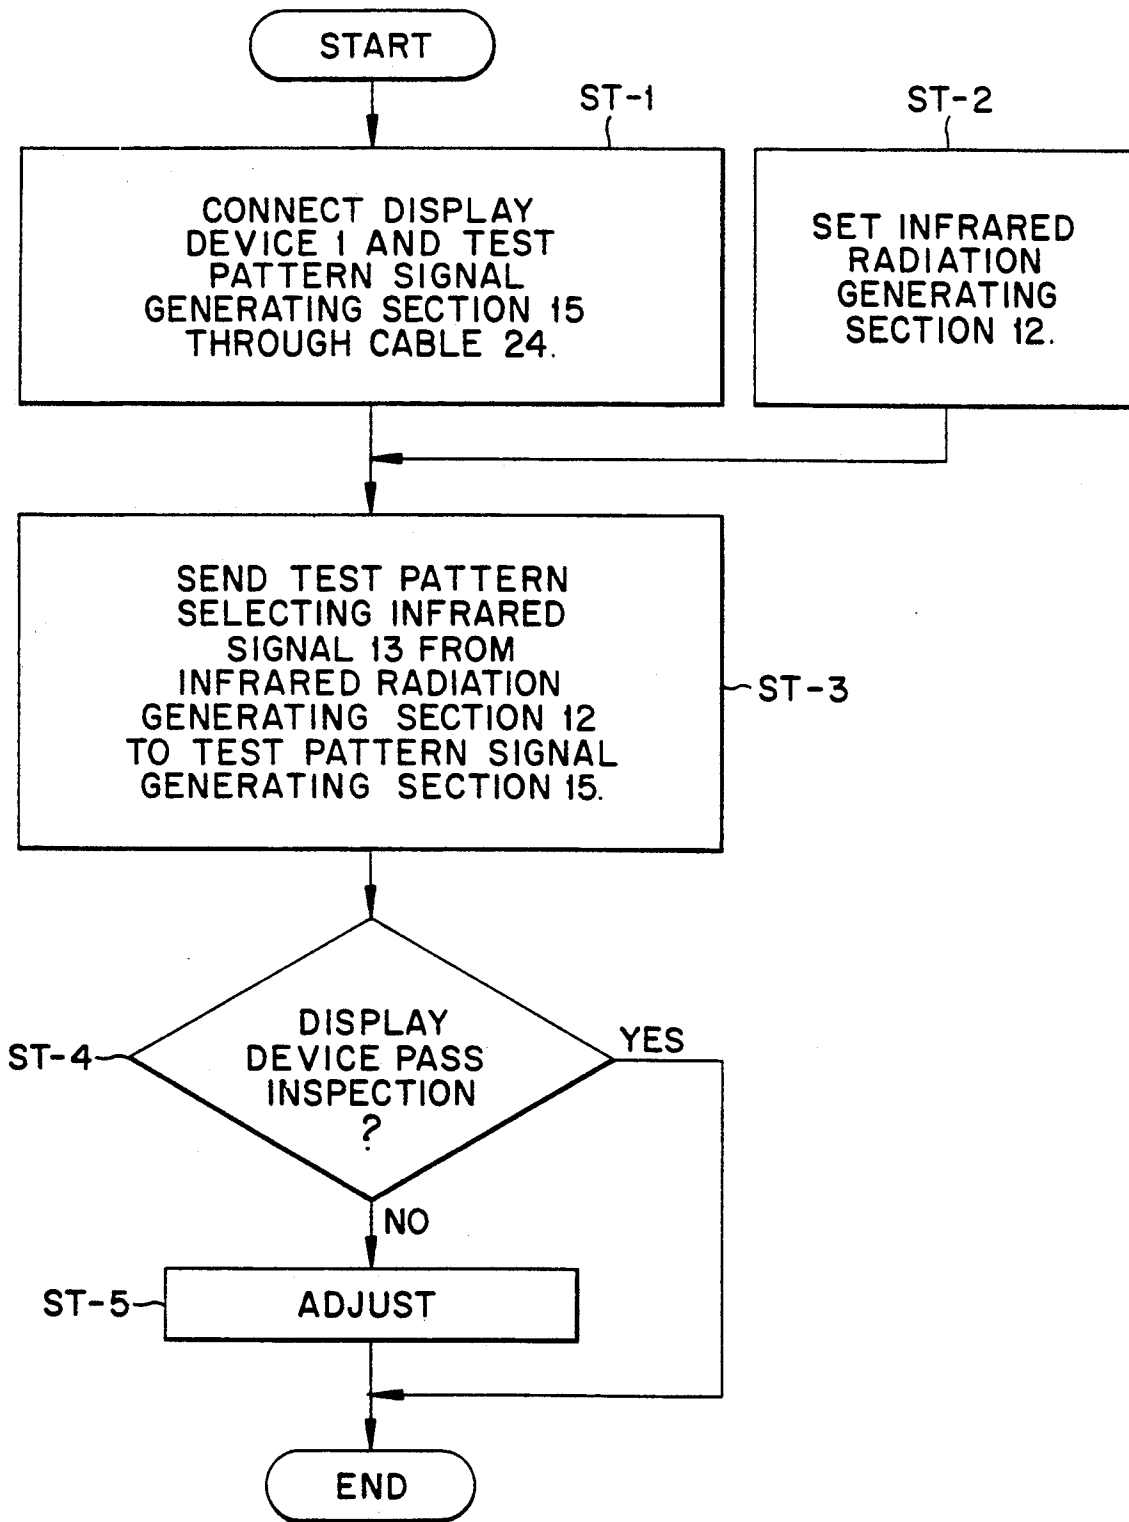 START
ST-1
ST-2
CONNECT DISPLAY
DEVICE 1 AND TEST
PATTERN SIGNAL
GENERATING SECTION 15
THROUGH CABLE 24.
SET INFRARED
RADIATION
GENERATING
SECTION 12.
SEND TEST PATTERN
SELECTING INFRARED
SIGNAL 13 FROM
INFRARED RADIATION
GENERATING SECTION 12
TO TEST PATTERN SIGNAL
GENERATING SECTION 15.
ST-3
DISPLAY
DEVICE PASS
INSPECTION
?
ST-4
YES
NO
ST-5
ADJUST
END